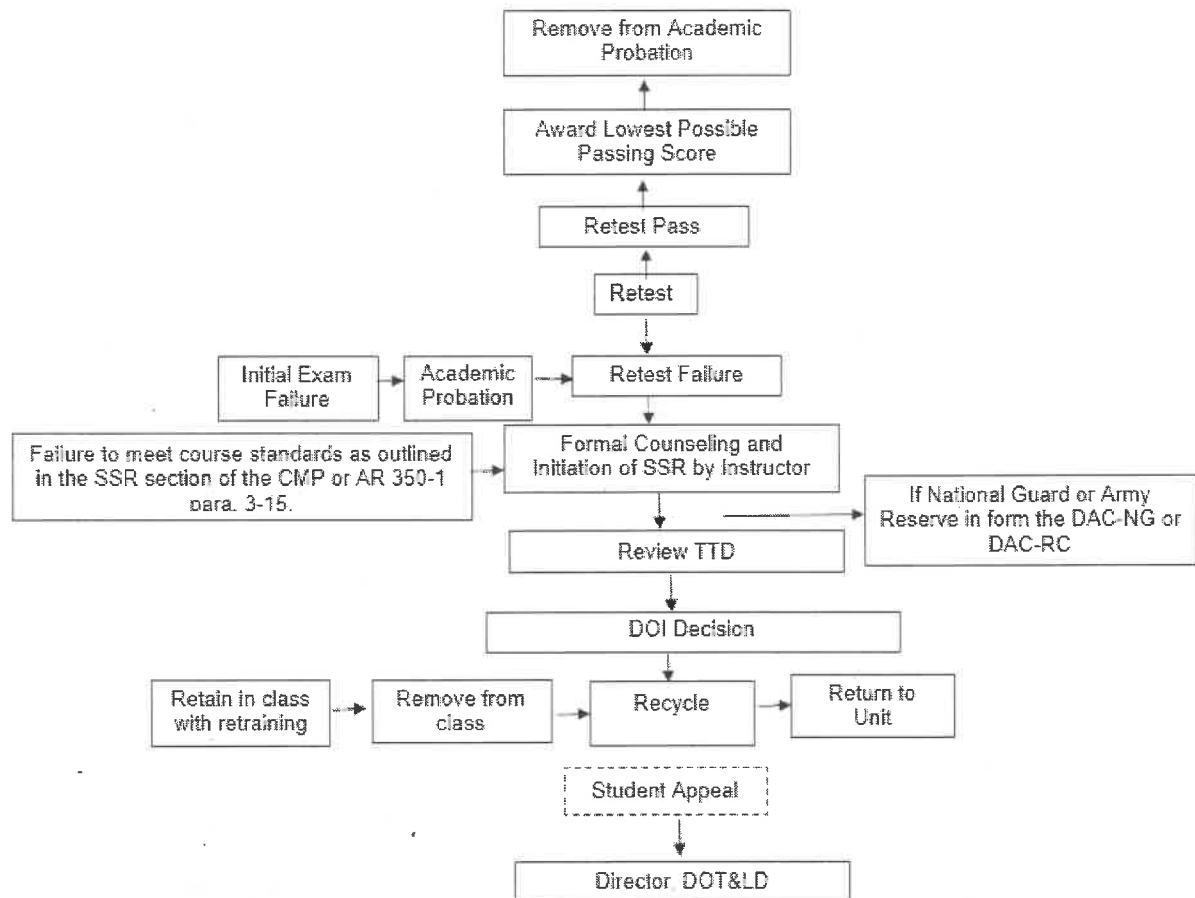 Remove from Academic
Probation
Award Lowest Possible
Passing Score
Retest Pass
Retest
Initial Exam
Failure
Academic
Probation
Retest Failure
Failure to meet course standards as outlined
in the SSR section of the CMP or AR 350-1
para. 3-15.
Formal Counseling and
Initiation of SSR by Instructor
If National Guard or Army
Reserve in form the DAC-NG or
DAC-RC
Review TTD
DOI Decision
Retain in class
with retraining
Remove from
class
Recycle
Return to
Unit
Student Appeal
Director, DOT&LD